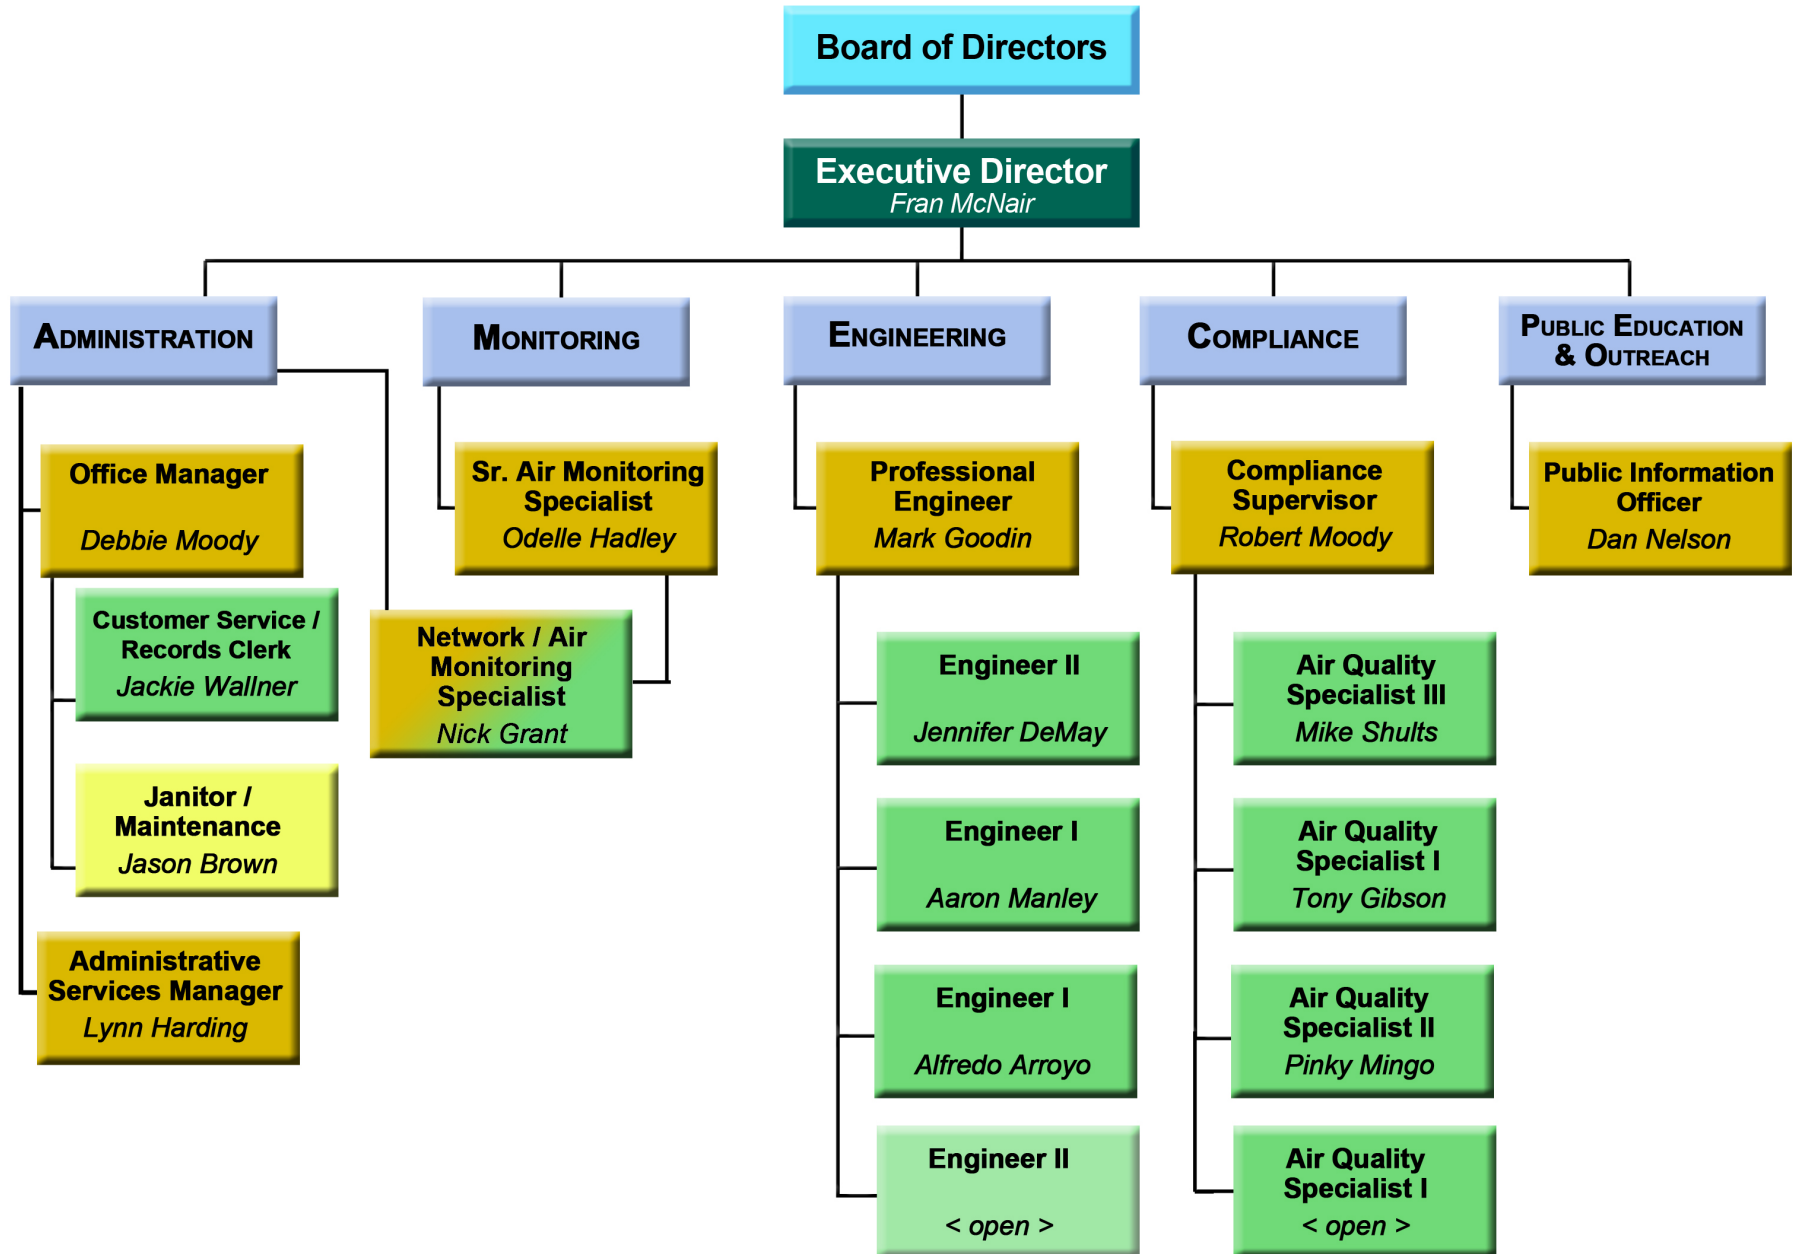 Board of Directors
Executive Director
Fran McNair
ADMINISTRATION
MONITORING
ENGINEERING
COMPLIANCE
PUBLIC EDUCATION
& OUTREACH
Office Manager
Debbie Moody
Customer Service /
Records Clerk
Jackie Wallner
Janitor /
Maintenance
Jason Brown
Administrative
Services Manager
Lynn Harding
Sr. Air Monitoring
Specialist
Odelle Hadley
Network / Air
Monitoring
Specialist
Nick Grant
Professional
Engineer
Mark Goodin
Engineer II
Jennifer DeMay
Engineer I
Aaron Manley
Engineer I
Alfredo Arroyo
Engineer II
< open >
Compliance
Supervisor
Robert Moody
Air Quality
Specialist III
Mike Shults
Air Quality
Specialist I
Tony Gibson
Air Quality
Specialist II
Pinky Mingo
Air Quality
Specialist I
< open >
Public Information
Officer
Dan Nelson